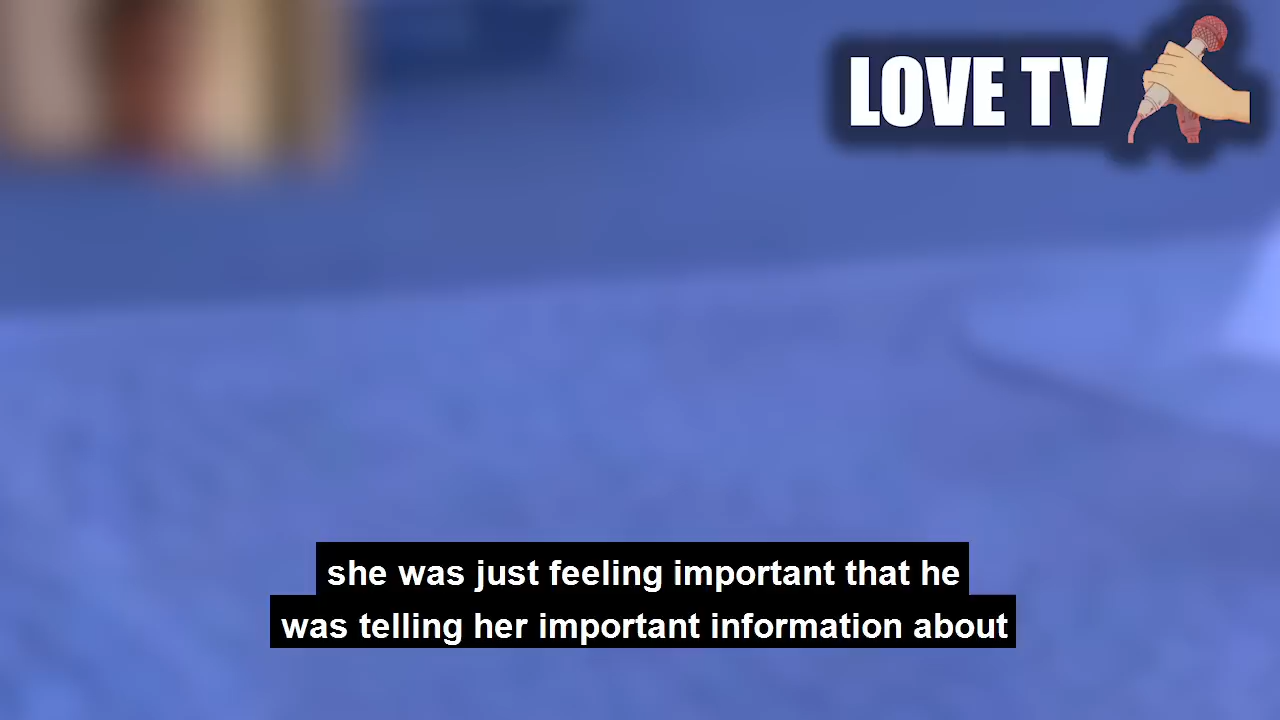 LOVE TV
she was just feeling important that he
was telling her important information about